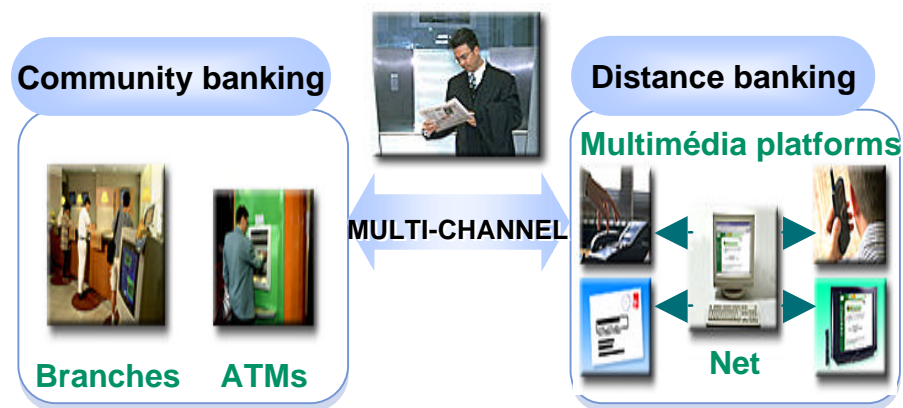 Community banking
Branches
ATMs
MULTI-CHANNEL
Distance banking
Multimédia platforms
Net